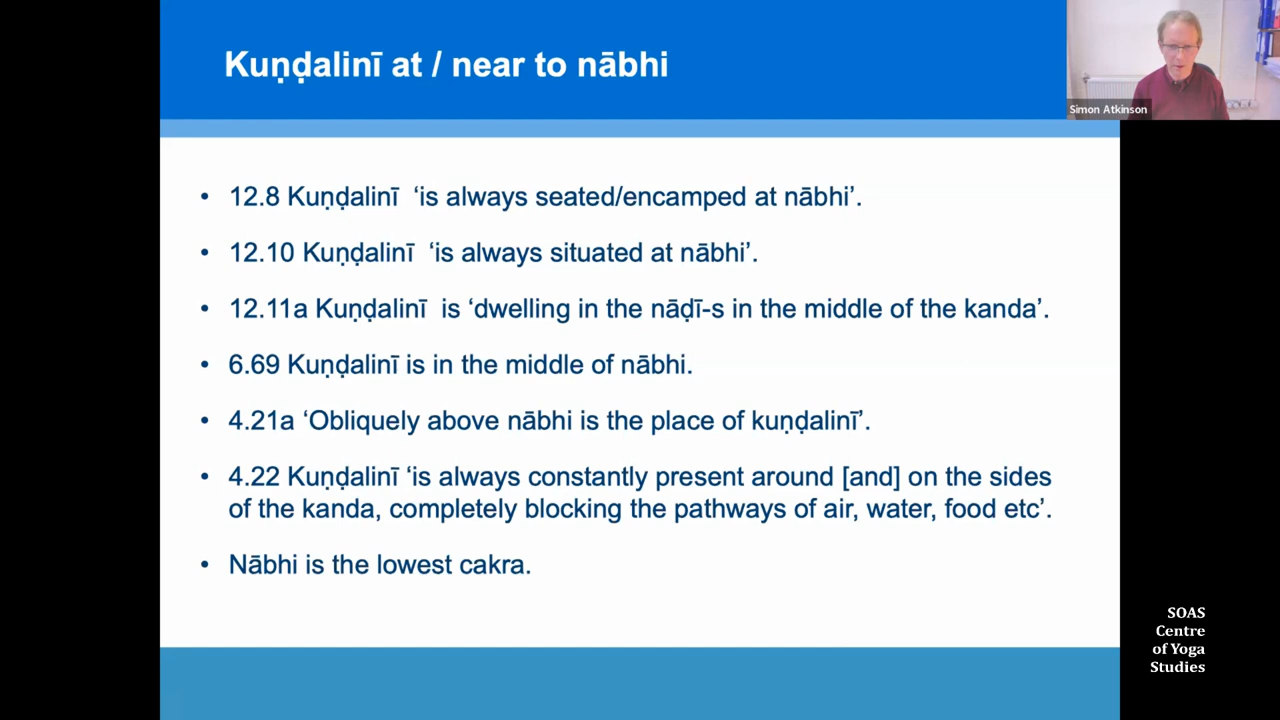 Kuṇḍalinī at / near to nābhi
Simon Atkinson
• 12.8 Kuṇḍalinī ‘is always seated/encamped at nābhi’.
• 12.10 Kuṇḍalinī ‘is always situated at nābhi’.
• 12.11a Kuṇḍalinī is ‘dwelling in the nāḍī-s in the middle of the kanda’.
• 6.69 Kuṇḍalinī is in the middle of nābhi.
• 4.21a ‘Obliquely above nābhi is the place of kuṇḍalinī’.
• 4.22 Kuṇḍalinī ‘is always constantly present around [and] on the sides
of the kanda, completely blocking the pathways of air, water, food etc’.
• Nābhi is the lowest cakra.
SOAS
Centre
of Yoga
Studies